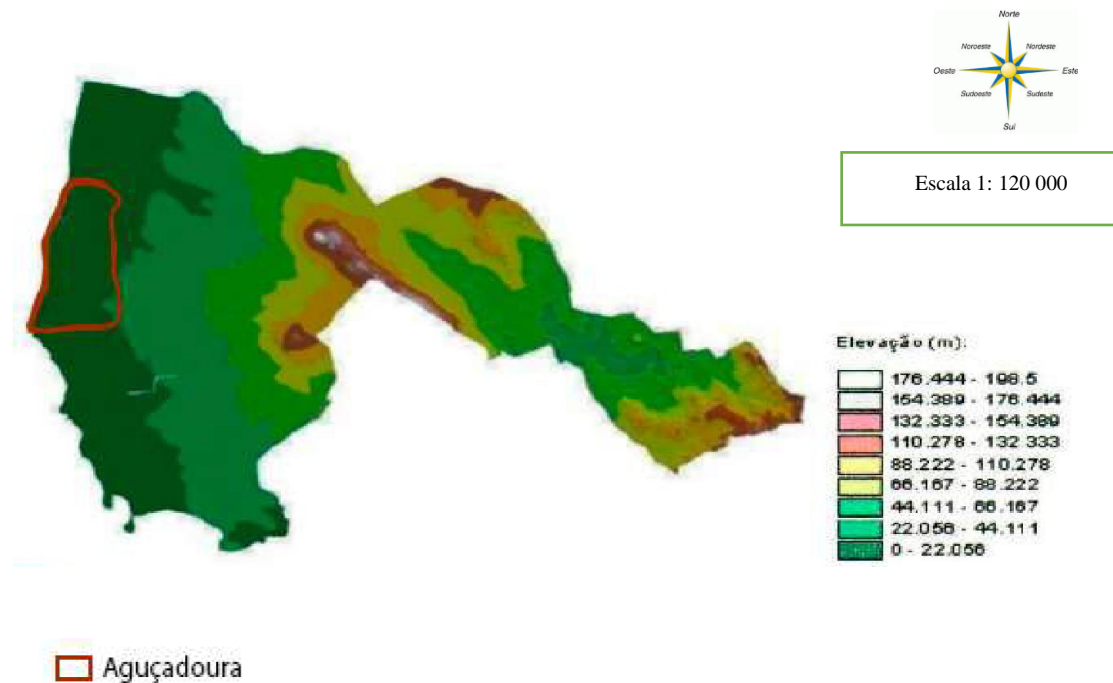 Norte
Noroeste
Nordeste
Oeste
Este
Sudoeste
Sudeste
Sul
Escala 1: 120 000
Elevação (m):
176.444 - 198.5
154.389 - 176.444
132.333 - 154.389
110.278 - 132 333
88.222 - 110.278
66.167 - 88.222
44.111 - 66.167
22.056 - 44.111
0 - 22.056
Aguçadoura